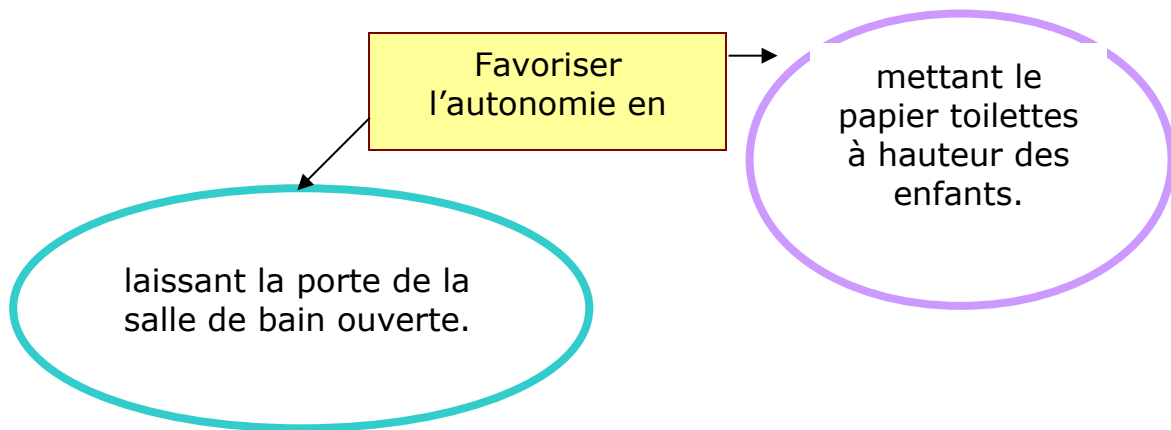 Favoriser
l’autonomie en
mettant le
papier toilettes
à hauteur des
enfants.
laissant la porte de la
salle de bain ouverte.